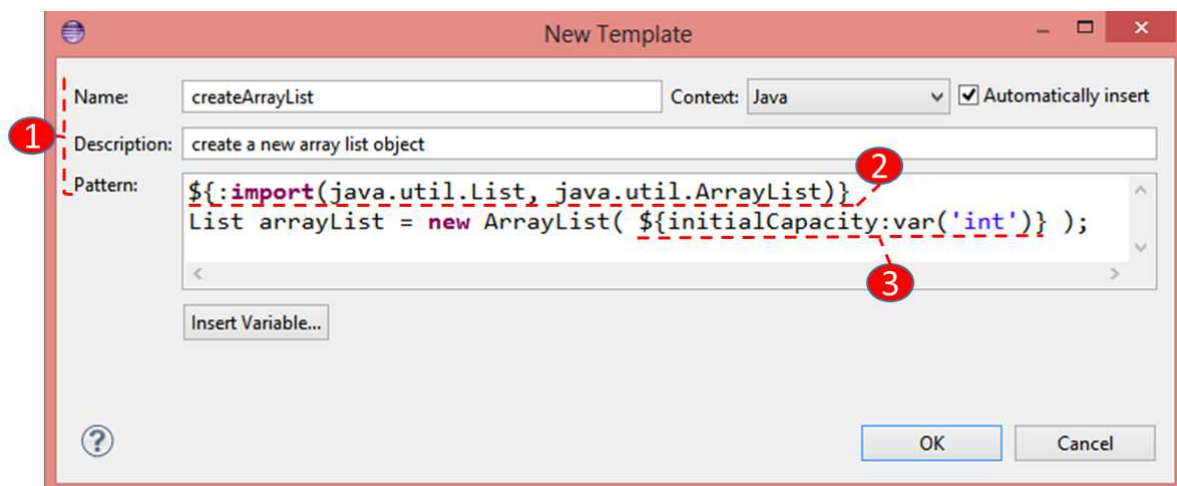 New Template
Name: createArrayList Context: Java Automatically insert
1
Description: create a new array list object
2
Pattern: ${:import(java.util.List, java.util.ArrayList)}
List arrayList = new ArrayList( ${initialCapacity:var('int')} );
3
Insert Variable...
? OK Cancel